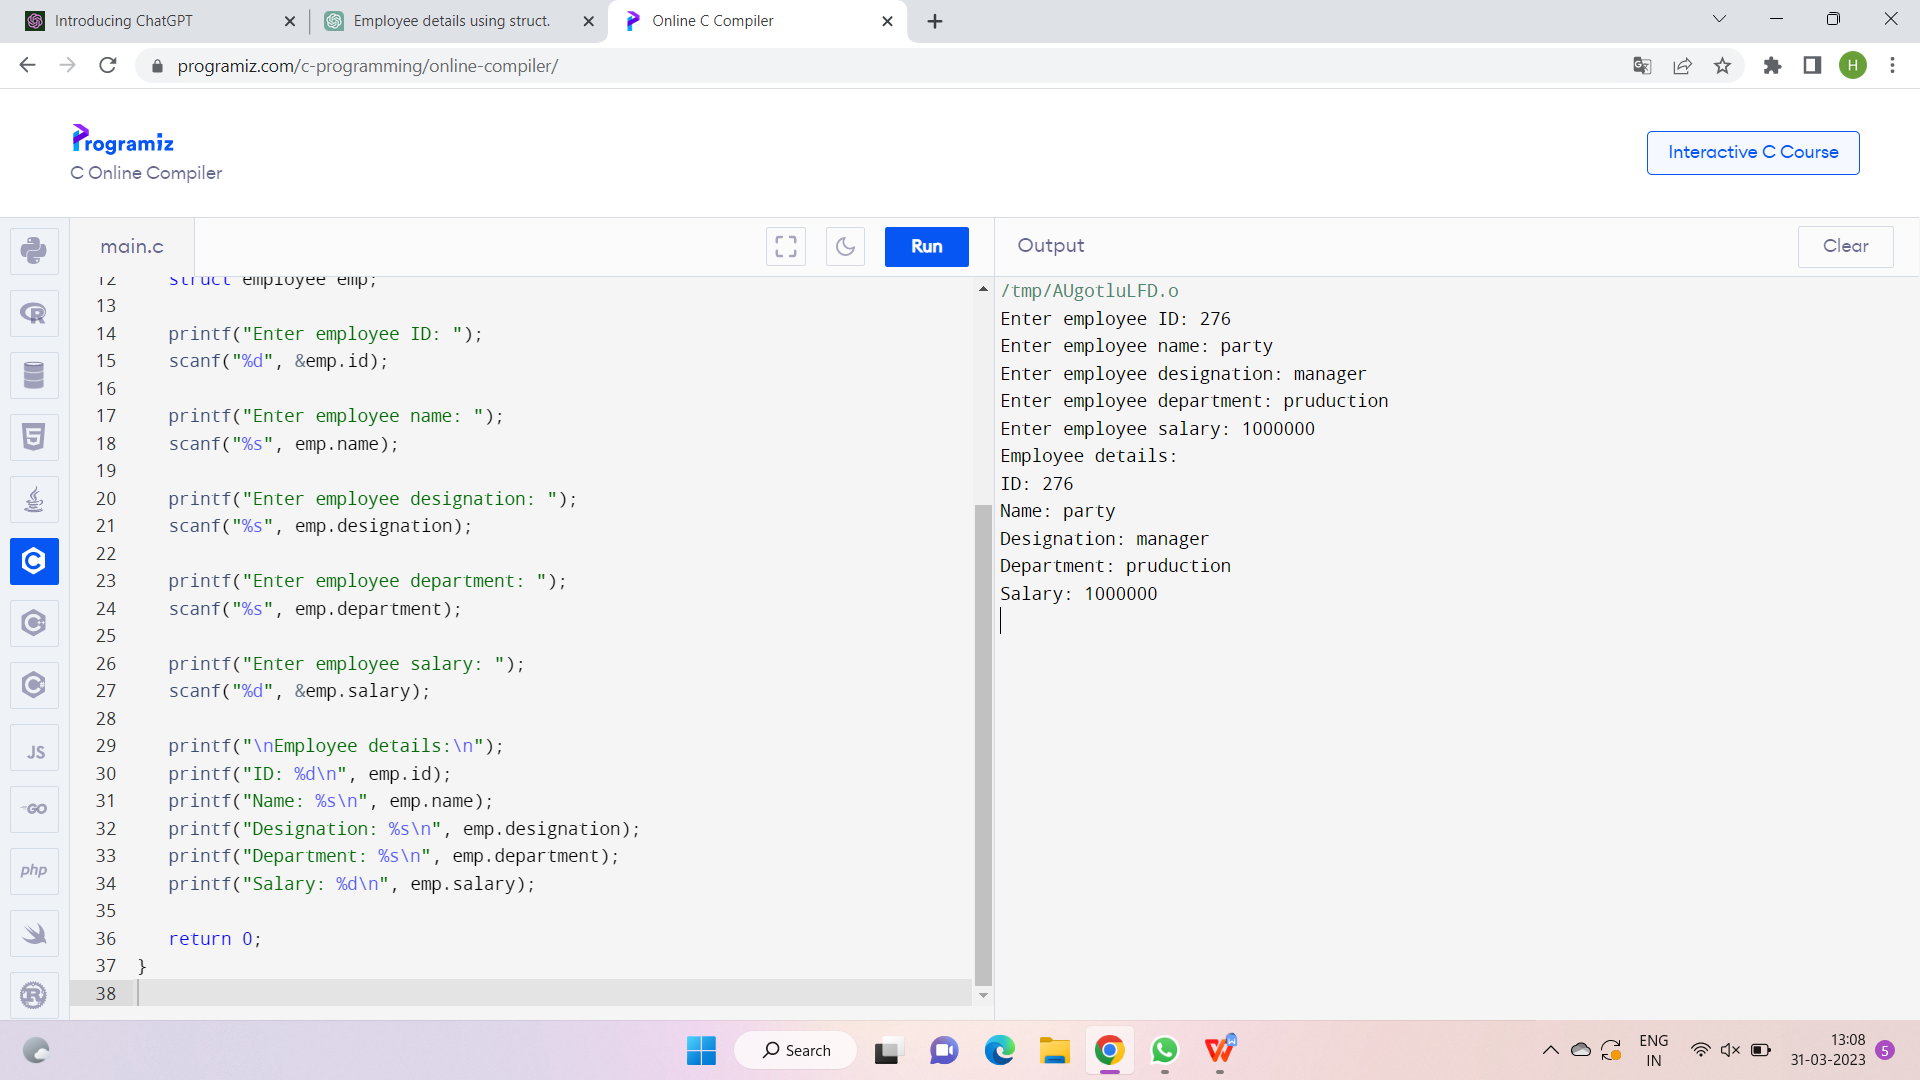 Introducing ChatGPT
Employee details using struct.
Online C Compiler
programiz.com/c-programming/online-compiler/
H
Programiz
C Online Compiler
Interactive C Course
main.c
Run
Output
Clear
12 struct employee emp;
13
14 printf("Enter employee ID: ");
15 scanf("%d", &emp.id);
16
17 printf("Enter employee name: ");
18 scanf("%s", emp.name);
19
20 printf("Enter employee designation: ");
21 scanf("%s", emp.designation);
22
23 printf("Enter employee department: ");
24 scanf("%s", emp.department);
25
26 printf("Enter employee salary: ");
27 scanf("%d", &emp.salary);
28
29 printf("\nEmployee details:\n");
30 printf("ID: %d\n", emp.id);
31 printf("Name: %s\n", emp.name);
32 printf("Designation: %s\n", emp.designation);
33 printf("Department: %s\n", emp.department);
34 printf("Salary: %d\n", emp.salary);
35
36 return 0;
37 }
38
/tmp/AUgotluLFD.o
Enter employee ID: 276
Enter employee name: party
Enter employee designation: manager
Enter employee department: pruduction
Enter employee salary: 1000000
Employee details:
ID: 276
Name: party
Designation: manager
Department: pruduction
Salary: 1000000
R
5
C
C
C
JS
GO
php
R
Search
ENG
IN
13:08
31-03-2023
5